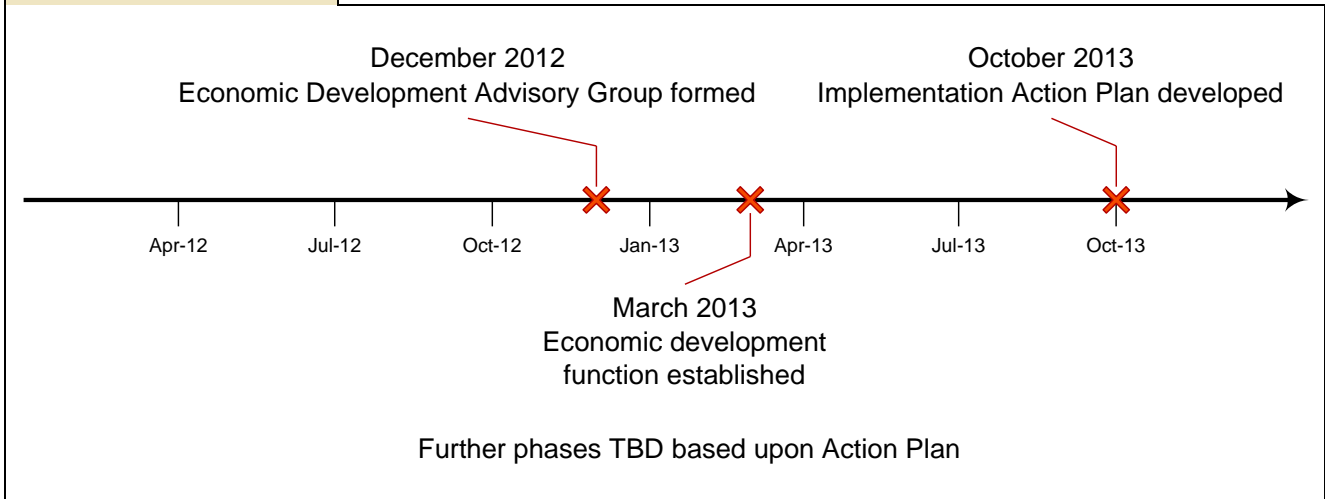 December 2012
Economic Development Advisory Group formed
October 2013
Implementation Action Plan developed
Apr-12
Jul-12
Oct-12
Jan-13
Apr-13
Jul-13
Oct-13
March 2013
Economic development
function established
Further phases TBD based upon Action Plan